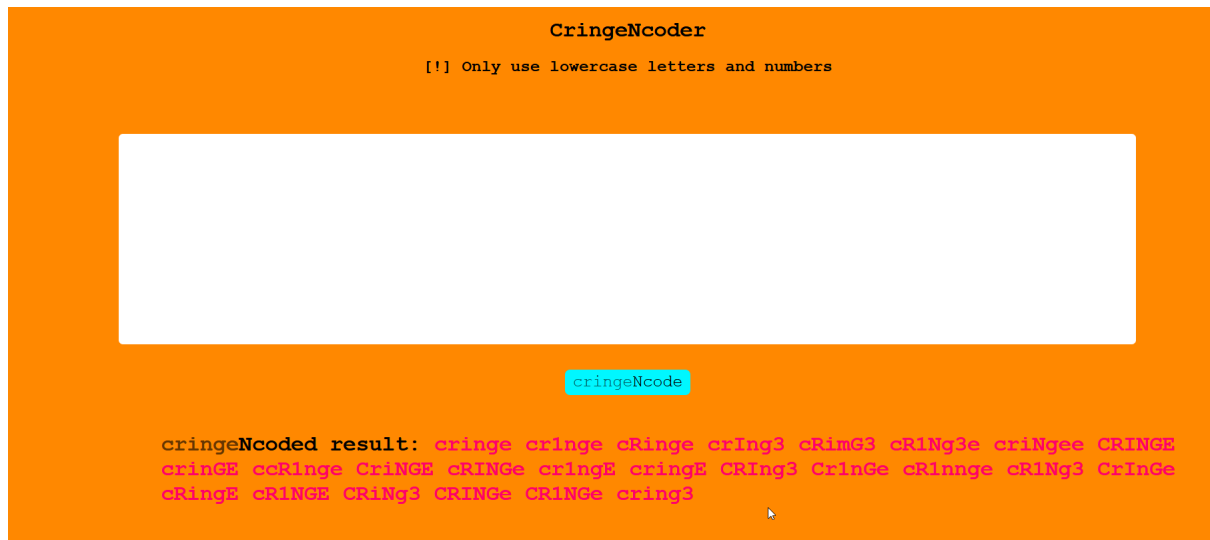 CringeNcoder
[!] Only use lowercase letters and numbers
cringeNcode
cringeNcoded result: cringe cr1nge cRinge crIng3 cRimG3 cR1Ng3e criNgee CRINGE
crinGE ccR1nge CriNGE cRINGe cr1ngE cringE CRIng3 Cr1nGe cR1nnge cR1Ng3 CrInGe
cRingE cR1NGE CRiNg3 CRINGe CR1NGe cring3